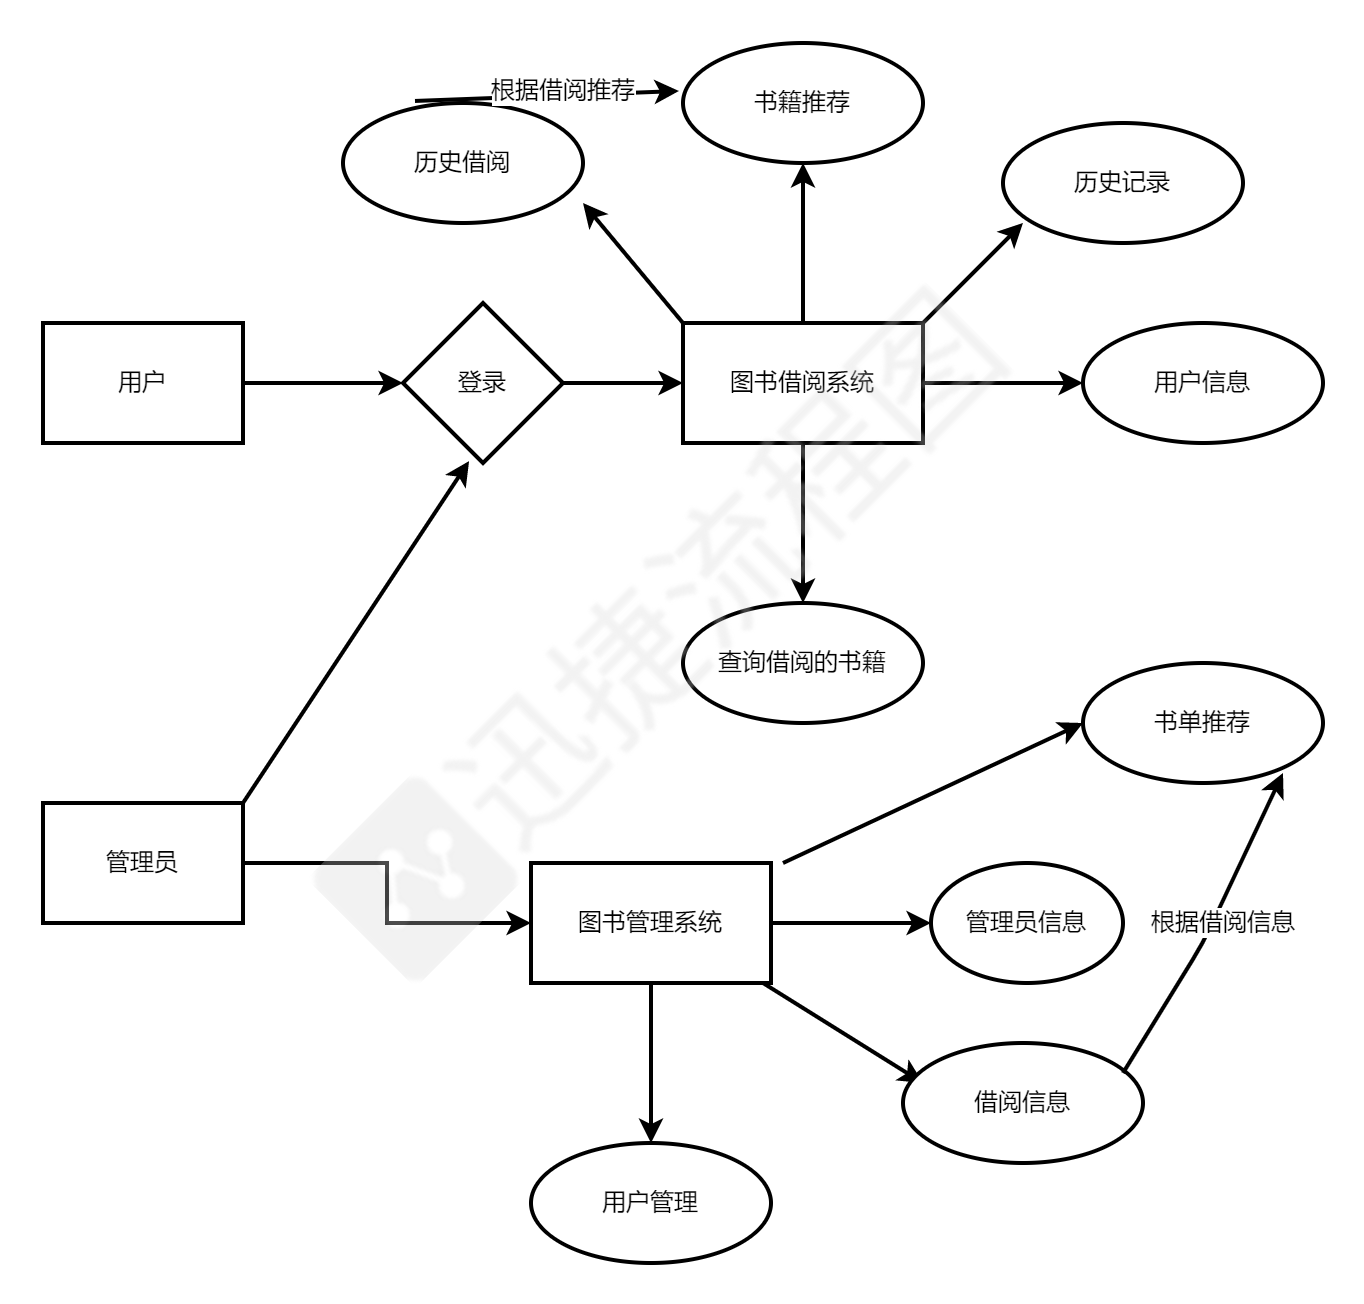 根据借阅推荐
书籍推荐
历史借阅
历史记录
用户
登录
图书借阅系统
用户信息
查询借阅的书籍
书单推荐
管理员
图书管理系统
管理员信息
根据借阅信息
借阅信息
用户管理
迅捷流程图